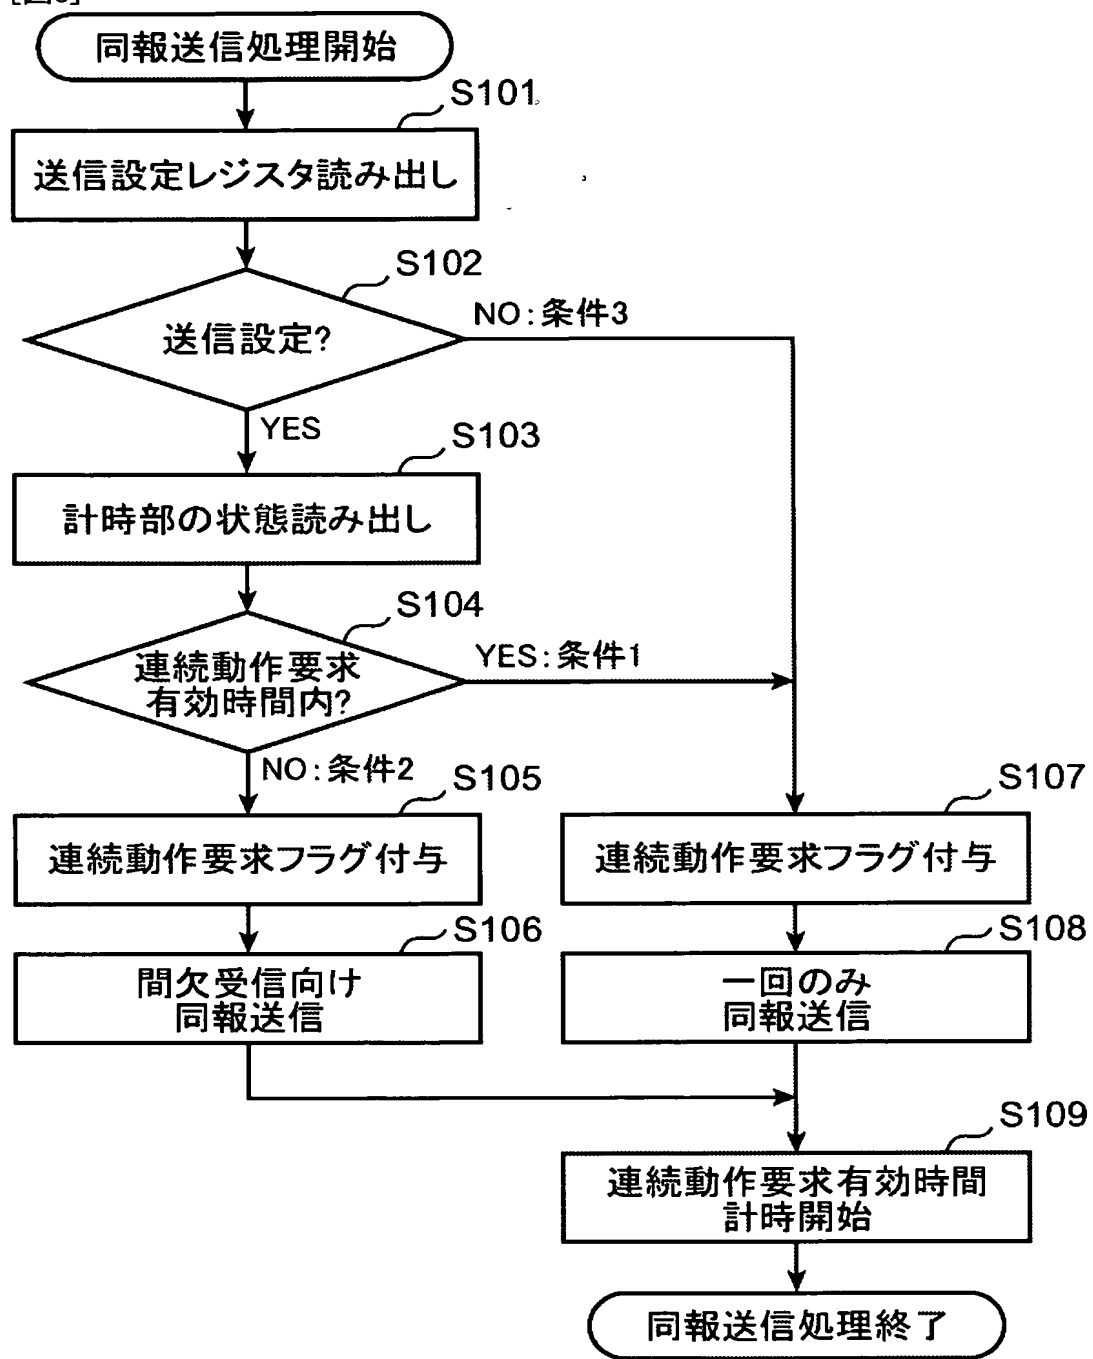 同報送信処理開始
S101
送信設定レジスタ読み出し
S102
送信設定?
NO:条件3
YES
S103
計時部の状態読み出し
S104
連続動作要求
有効時間内?
YES:条件1
NO:条件2
S105
連続動作要求フラグ付与
S106
間欠受信向け
同報送信
S107
連続動作要求フラグ付与
S108
一回のみ
同報送信
S109
連続動作要求有効時間
計時開始
同報送信処理終了